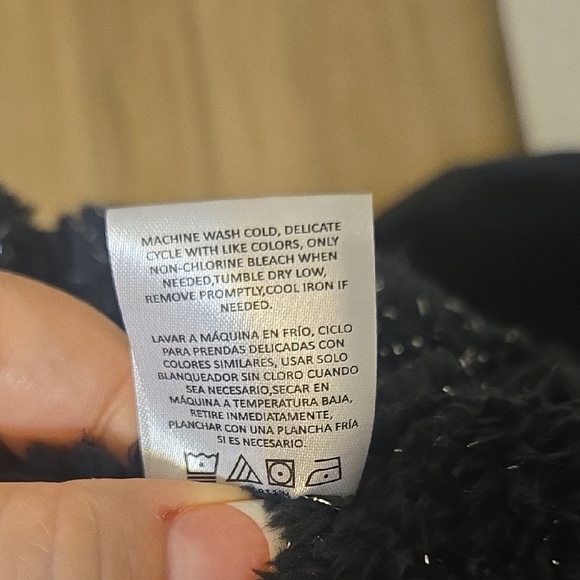 MACHINE WASH COLD, DELICATE
CYCLE WITH LIKE COLORS, ONLY
NON-CHLORINE BLEACH WHEN
NEEDED,TUMBLE DRY LOW,
REMOVE PROMPTLY,COOL IRON IF
NEEDED.
LAVAR A MÁQUINA EN FRÍO, CICLO
PARA PRENDAS DELICADAS CON
COLORES SIMILARES, USAR SOLO
BLANQUEADOR SIN CLORO CUANDO
SEA NECESARIO,SECAR EN
MÁQUINA A TEMPERATURA BAJA,
RETIRE INMEDIATAMENTE,
PLANCHAR CON UNA PLANCHA FRÍA
SI ES NECESARIO.